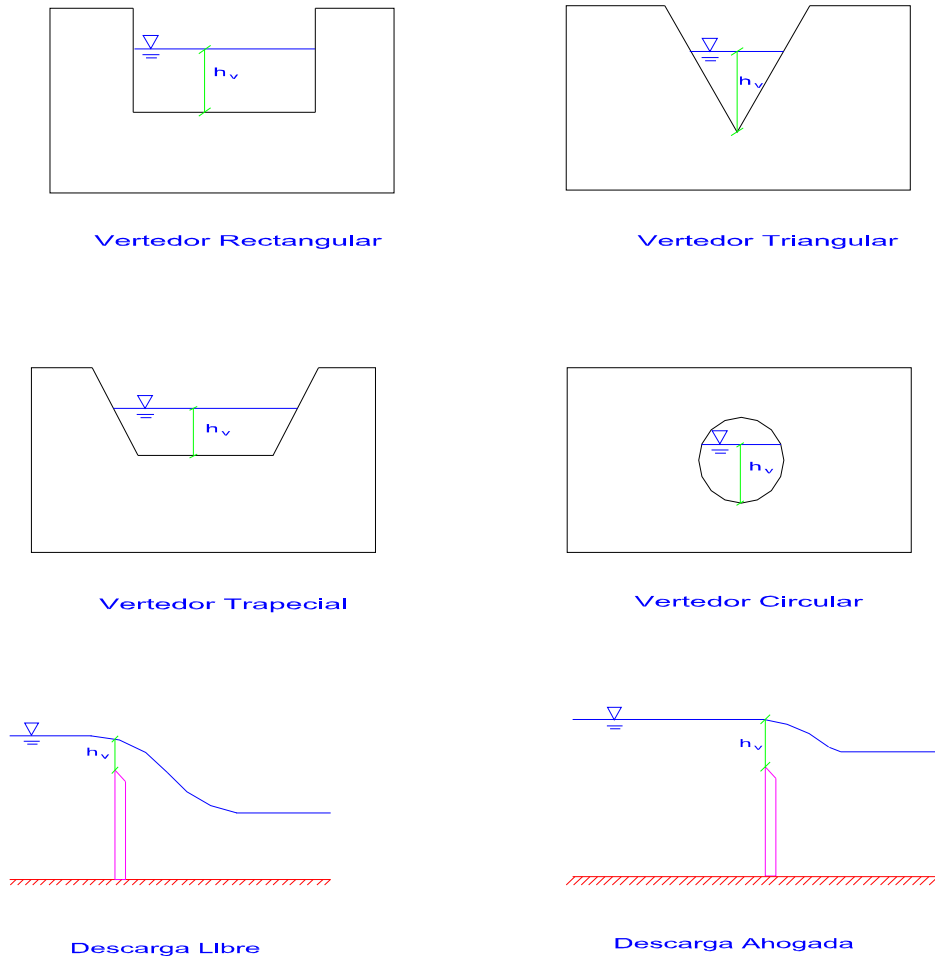 h v
h v
Vertedor Rectangular
Vertedor Triangular
h v
h v
Vertedor Trapecial
Vertedor Circular
h v
h v
Descarga LIbre
Descarga Ahogada